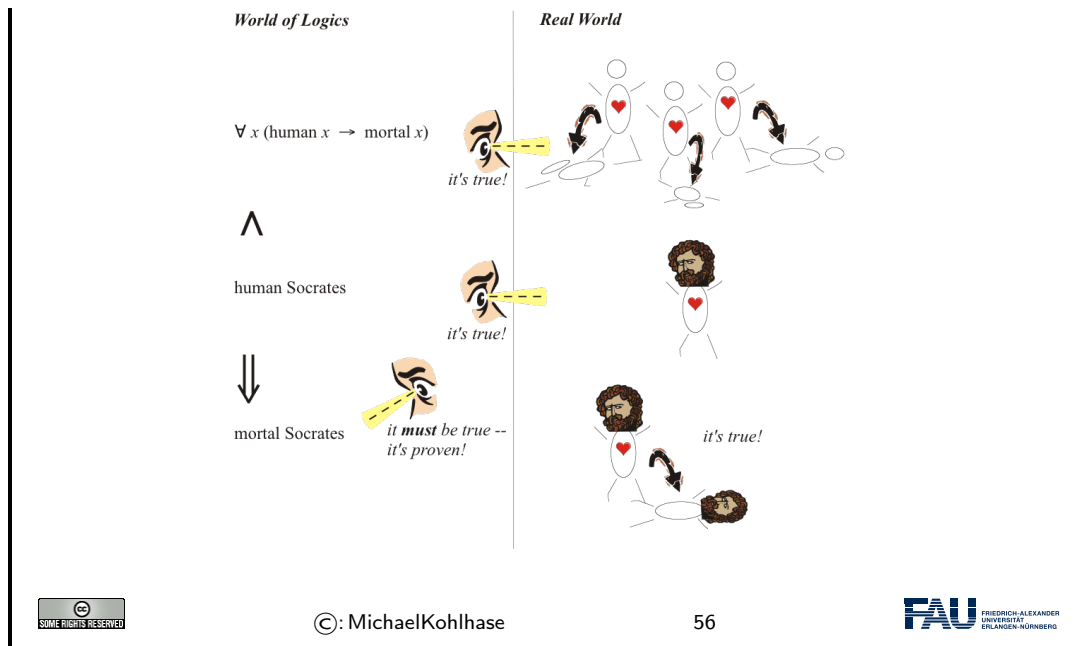 World of Logics
Real World
∀ x (human x → mortal x)
it's true!
∧
human Socrates
it's true!
⇓
mortal Socrates
it must be true --
it's proven!
it's true!
cc
SOME RIGHTS RESERVED
©: MichaelKohlhase
56
FAU
FRIEDRICH-ALEXANDER
UNIVERSITÄT
ERLANGEN-NÜRNBERG